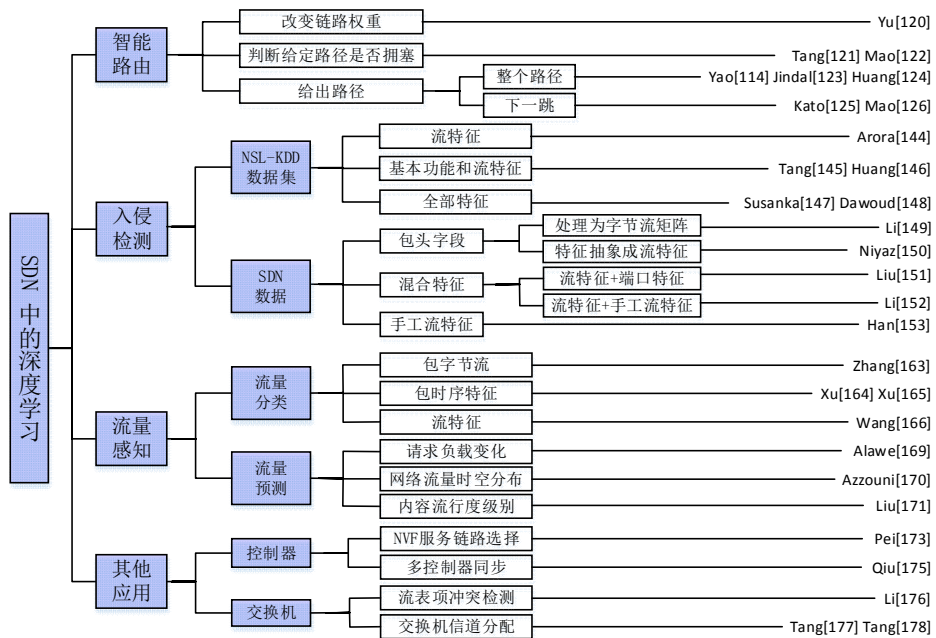 SDN 中的深度学习
智能
路由
改变链路权重
Yu[120]
判断给定路径是否拥塞
Tang[121] Mao[122]
给出路径
整个路径
Yao[114] Jindal[123] Huang[124]
下一跳
Kato[125] Mao[126]
入侵
检测
NSL-KDD
数据集
流特征
Arora[144]
基本功能和流特征
Tang[145] Huang[146]
全部特征
Susanka[147] Dawoud[148]
SDN
数据
包头字段
处理为字节流矩阵
Li[149]
特征抽象成流特征
Niyaz[150]
混合特征
流特征+端口特征
Liu[151]
流特征+手工流特征
Li[152]
手工流特征
Han[153]
流量
感知
流量
分类
包字节流
Zhang[163]
包时序特征
Xu[164] Xu[165]
流特征
Wang[166]
流量
预测
请求负载变化
Alawe[169]
网络流量时空分布
Azzouni[170]
内容流行度级别
Liu[171]
其他
应用
控制器
NVF服务链路选择
Pei[173]
多控制器同步
Qiu[175]
交换机
流表项冲突检测
Li[176]
交换机信道分配
Tang[177] Tang[178]